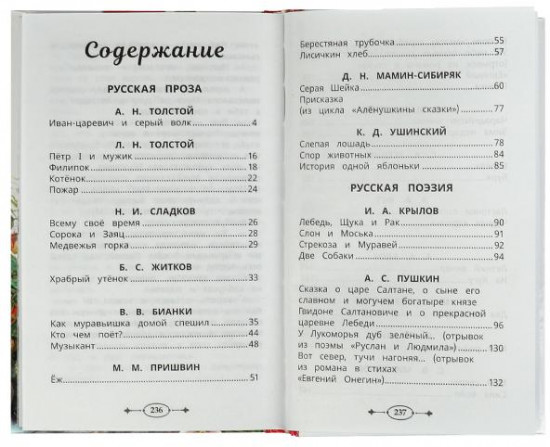 Содержание
РУССКАЯ ПРОЗА
А. Н. ТОЛСТОЙ
Иван-царевич и серый волк 4
Л. Н. ТОЛСТОЙ
Пётр I и мужик 16
Филипок 18
Котёнок 22
Пожар 24
Н. И. СЛАДКОВ
Всему своё время 26
Сорока и Заяц 28
Медвежья горка 29
Б. С. ЖИТКОВ
Храбрый утёнок 33
В. В. БИАНКИ
Как муравьишка домой спешил 35
Кто чем поёт? 44
Музыкант 48
М. М. ПРИШВИН
Ёж 51
236
Берестяная трубочка 55
Лисичкин хлеб 57
Д. Н. МАМИН-СИБИРЯК
Серая Шейка 60
Присказка
(из цикла «Алёнушкины сказки») 77
К. Д. УШИНСКИЙ
Слепая лошадь 78
Спор животных 84
История одной яблоньки 85
РУССКАЯ ПОЭЗИЯ
И. А. КРЫЛОВ
Лебедь, Щука и Рак 90
Слон и Моська 91
Стрекоза и Муравей 92
Две Собаки 94
А. С. ПУШКИН
Сказка о царе Салтане, о сыне его
славном и могучем богатыре князе
Гвидоне Салтановиче и о прекрасной
царевне Лебеди 96
У Лукоморья дуб зелёный... (отрывок
из поэмы «Руслан и Людмила») 130
Вот север, тучи нагоняя... (отрывок
из романа в стихах
«Евгений Онегин») 132
237